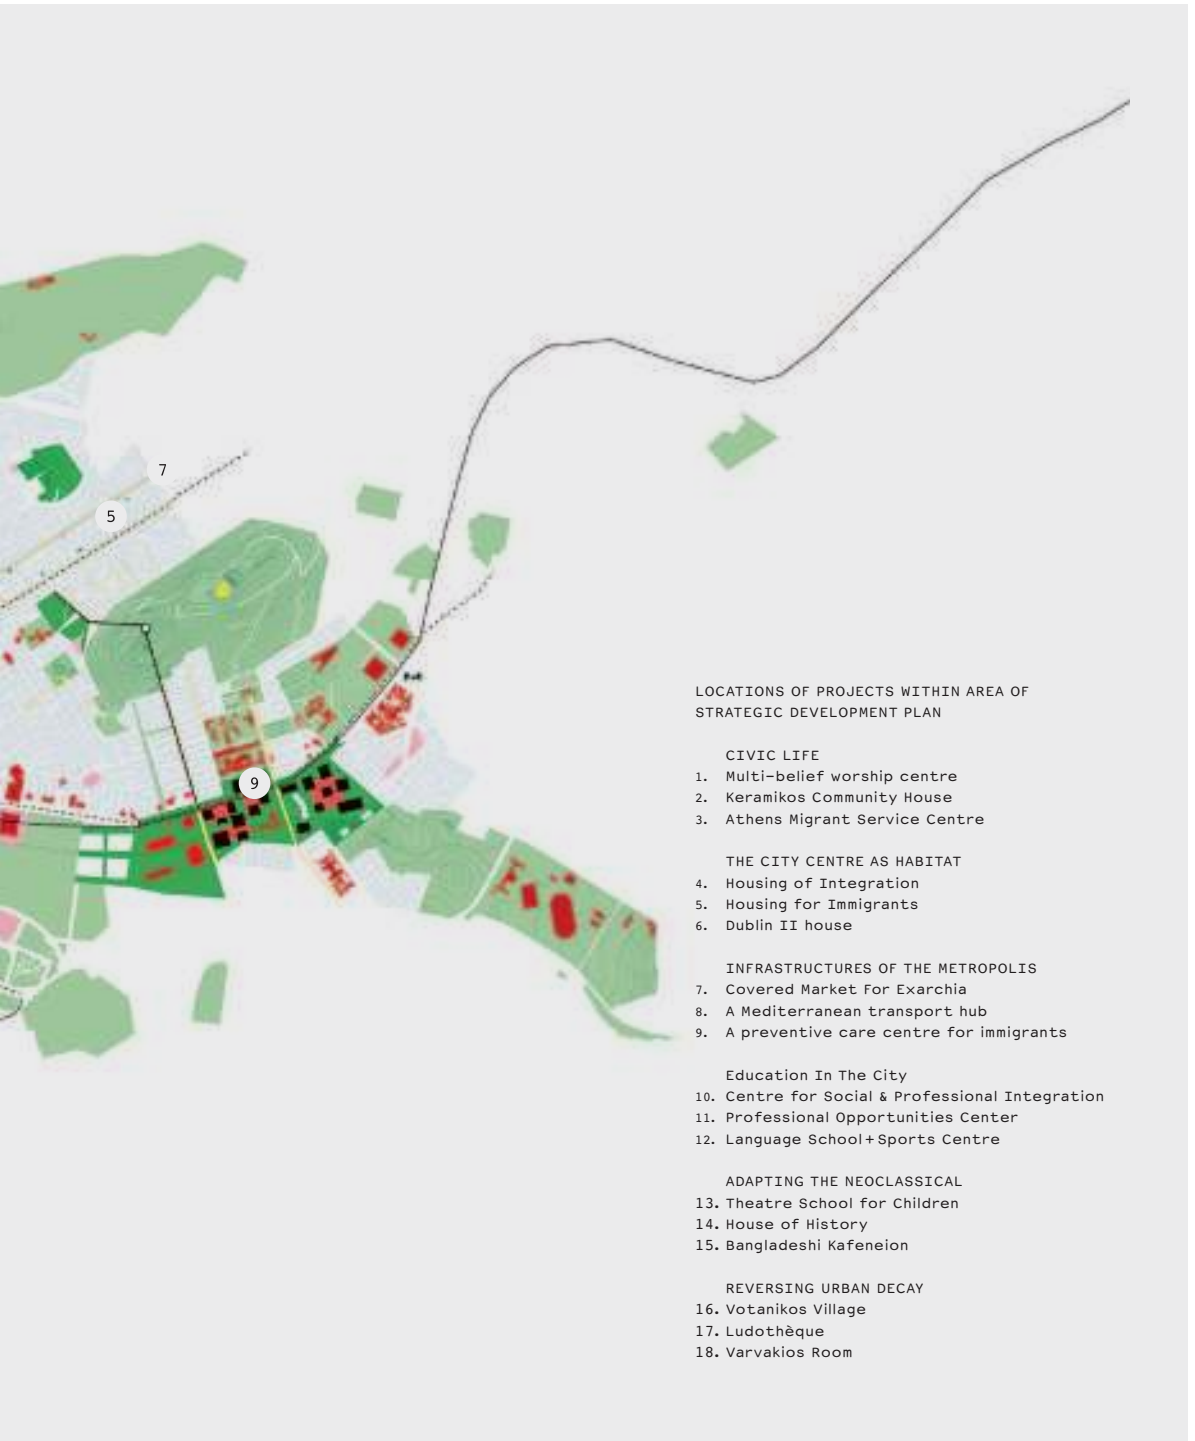 7
5
9
LOCATIONS OF PROJECTS WITHIN AREA OF
STRATEGIC DEVELOPMENT PLAN
CIVIC LIFE
1. Multi-belief worship centre
2. Keramikos Community House
3. Athens Migrant Service Centre
THE CITY CENTRE AS HABITAT
4. Housing of Integration
5. Housing for Immigrants
6. Dublin II house
INFRASTRUCTURES OF THE METROPOLIS
7. Covered Market For Exarchia
8. A Mediterranean transport hub
9. A preventive care centre for immigrants
Education In The City
10. Centre for Social & Professional Integration
11. Professional Opportunities Center
12. Language School+Sports Centre
ADAPTING THE NEOCLASSICAL
13. Theatre School for Children
14. House of History
15. Bangladeshi Kafeneion
REVERSING URBAN DECAY
16. Votanikos Village
17. Ludothèque
18. Varvakios Room